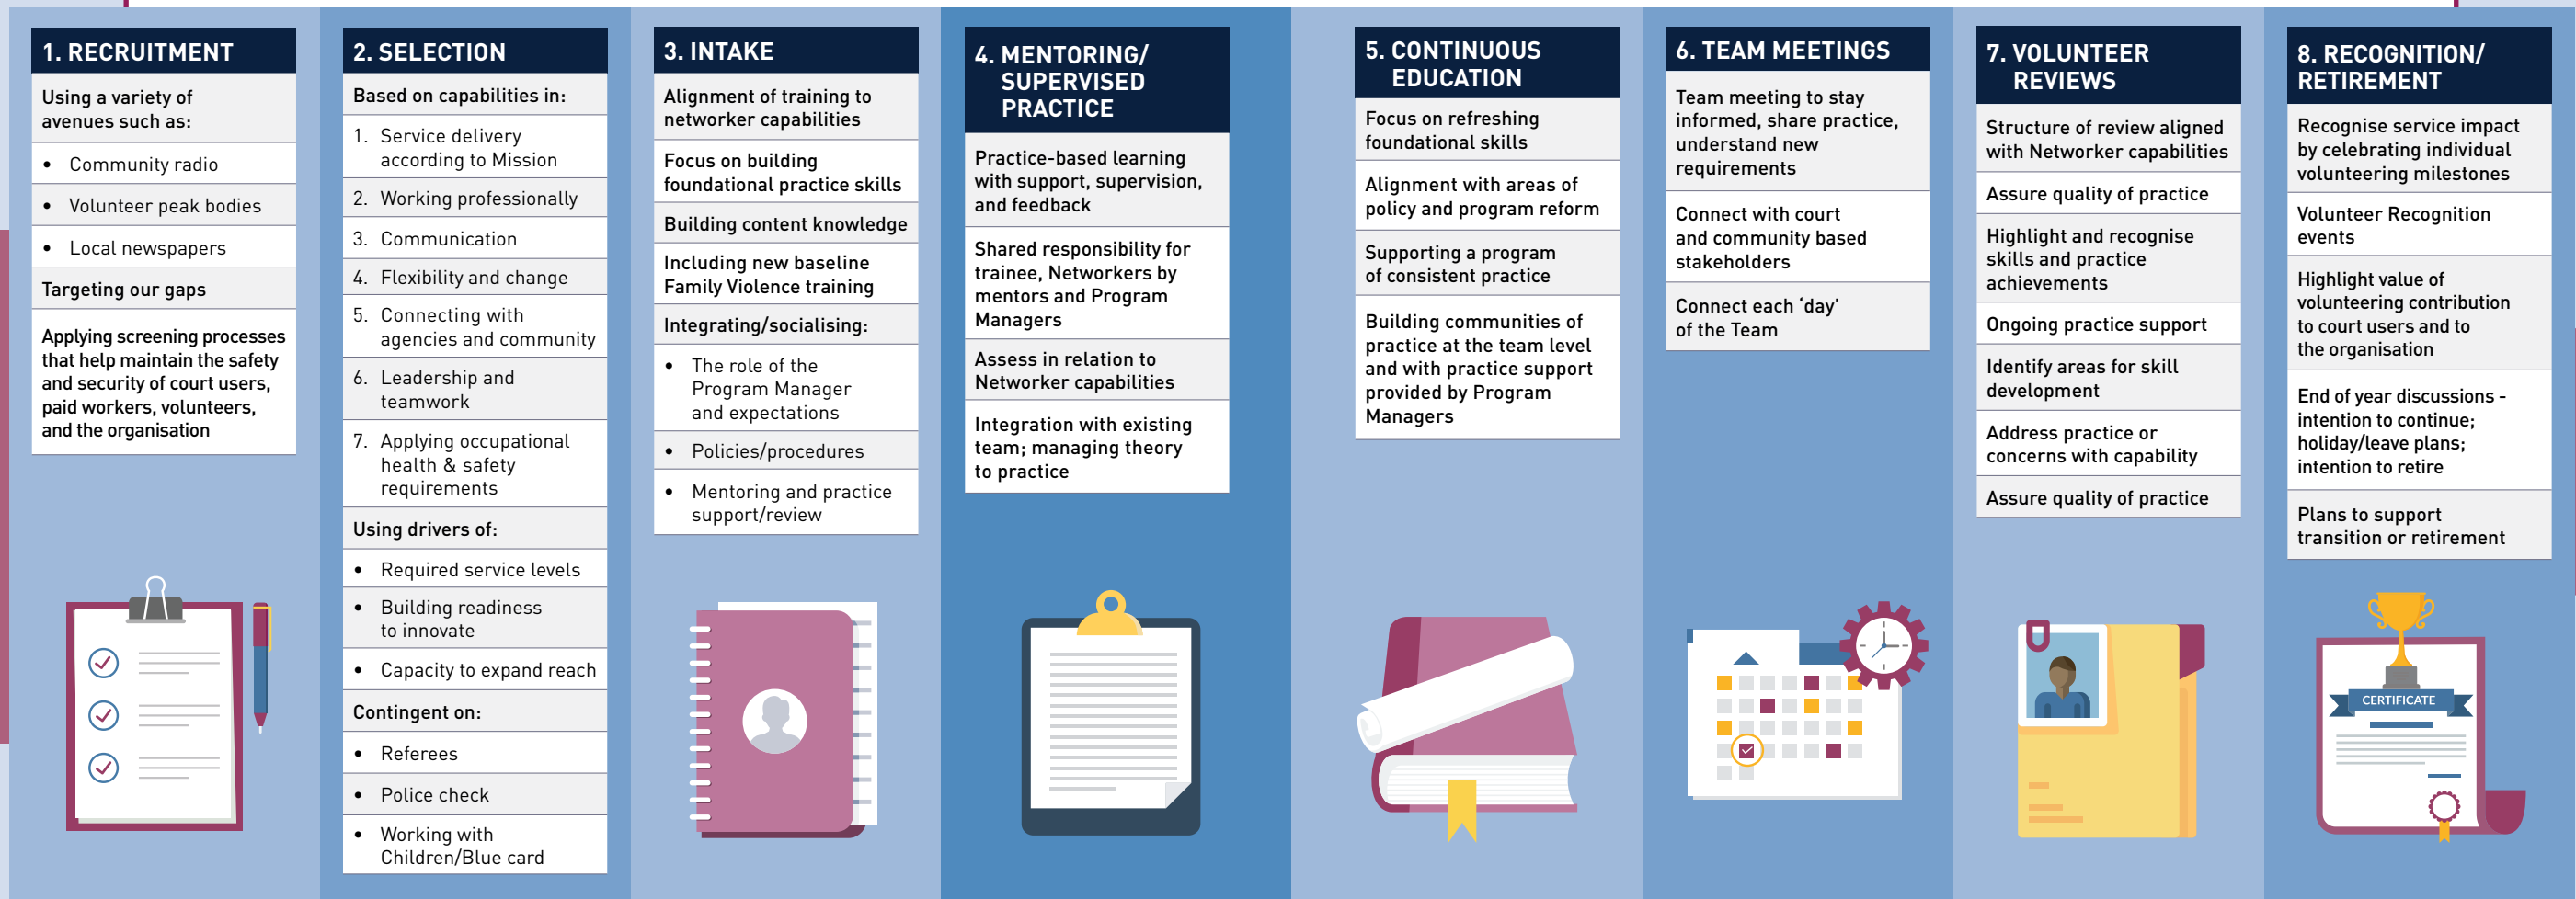 1. RECRUITMENT
Using a variety of
avenues such as:
• Community radio
• Volunteer peak bodies
• Local newspapers
Targeting our gaps
Applying screening processes
that help maintain the safety
and security of court users,
paid workers, volunteers,
and the organisation
2. SELECTION
Based on capabilities in:
1. Service delivery
according to Mission
2. Working professionally
3. Communication
4. Flexibility and change
5. Connecting with
agencies and community
6. Leadership and
teamwork
7. Applying occupational
health & safety
requirements
Using drivers of:
• Required service levels
• Building readiness
to innovate
• Capacity to expand reach
Contingent on:
• Referees
• Police check
• Working with
Children/Blue card
3. INTAKE
Alignment of training to
networker capabilities
Focus on building
foundational practice skills
Building content knowledge
Including new baseline
Family Violence training
Integrating/socialising:
• The role of the
Program Manager
and expectations
• Policies/procedures
• Mentoring and practice
support/review
4. MENTORING/
SUPERVISED
PRACTICE
Practice-based learning
with support, supervision,
and feedback
Shared responsibility for
trainee, Networkers by
mentors and Program
Managers
Assess in relation to
Networker capabilities
Integration with existing
team; managing theory
to practice
5. CONTINUOUS
EDUCATION
Focus on refreshing
foundational skills
Alignment with areas of
policy and program reform
Supporting a program
of consistent practice
Building communities of
practice at the team level
and with practice support
provided by Program
Managers
6. TEAM MEETINGS
Team meeting to stay
informed, share practice,
understand new
requirements
Connect with court
and community based
stakeholders
Connect each ‘day’
of the Team
7. VOLUNTEER
REVIEWS
Structure of review aligned
with Networker capabilities
Assure quality of practice
Highlight and recognise
skills and practice
achievements
Ongoing practice support
Identify areas for skill
development
Address practice or
concerns with capability
Assure quality of practice
8. RECOGNITION/
RETIREMENT
Recognise service impact
by celebrating individual
volunteering milestones
Volunteer Recognition
events
Highlight value of
volunteering contribution
to court users and to
the organisation
End of year discussions -
intention to continue;
holiday/leave plans;
intention to retire
Plans to support
transition or retirement
CERTIFICATE